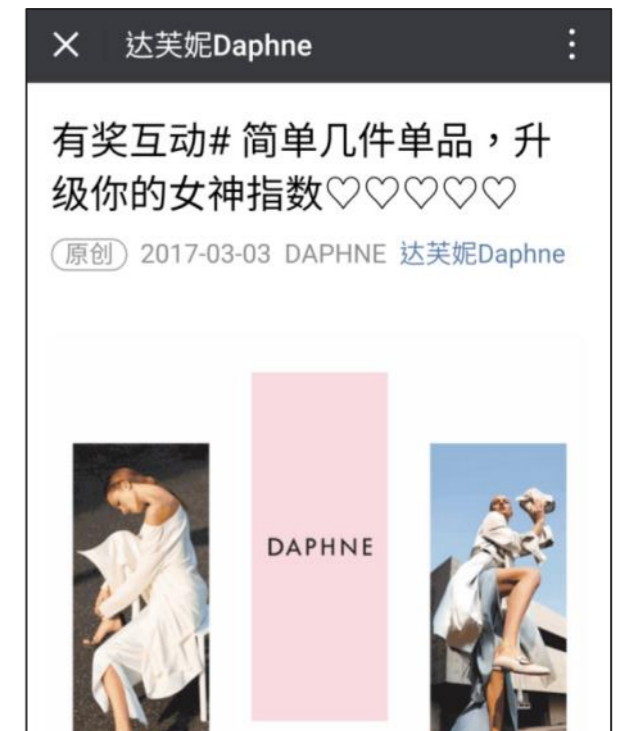 达芙妮Daphne
有奖互动# 简单几件单品，升
级你的女神指数♡♡♡♡♡
原创 2017-03-03 DAPHNE 达芙妮Daphne
DAPHNE